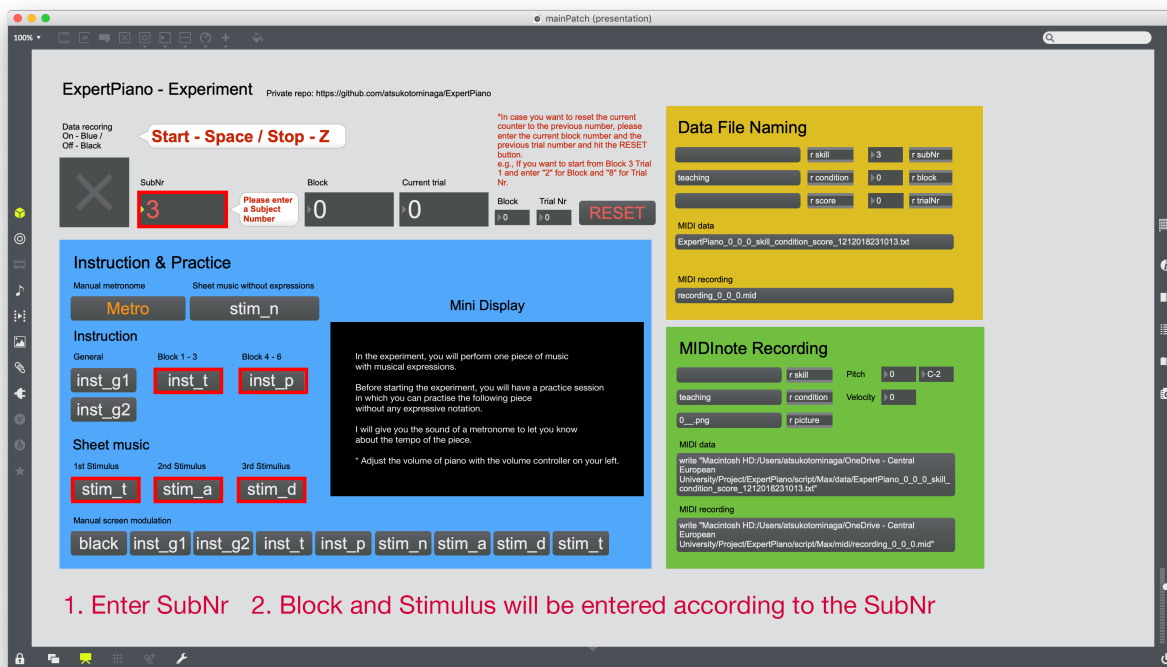 mainPatch (presentation)
100%
ExpertPiano - Experiment
Private repo: https://github.com/atsukotominaga/ExpertPiano
Data recoring
On - Blue /
Off - Black
Start - Space / Stop - Z
"In case you want to reset the current
counter to the previous number, please
enter the current block number and the
previous trial number and hit the RESET
button.
e.g., If you want to start from Block 3 Trial
1 and enter "2" for Block and "8" for Trial
Nr.
SubNr
3
Please enter
a Subject
Number
Block
0
Current trial
0
Block
0
Trial Nr
0
RESET
Data File Naming
r skill
3
r subNr
teaching
r condition
0
r block
r score
0
r trialNr
MIDI data
ExpertPiano_0_0_0_skill_condition_score_1212018231013.txt
MIDI recording
recording_0_0_0.mid
Instruction & Practice
Manual metronome
Sheet music without expressions
Metro
stim_n
Instruction
General
Block 1 - 3
Block 4 - 6
inst_g1
inst_t
inst_p
inst_g2
Sheet music
1st Stimulus
2nd Stimulus
3rd Stimulius
stim_t
stim_a
stim_d
Manual screen modulation
black
inst_g1
inst_g2
inst_t
inst_p
stim_n
stim_a
stim_d
stim_t
Mini Display
In the experiment, you will perform one piece of music
with musical expressions.
Before starting the experiment, you will have a practice session
in which you can practise the following piece
without any expressive notation.
I will give you the sound of a metronome to let you know
about the tempo of the piece.
* Adjust the volume of piano with the volume controller on your left.
MIDInote Recording
r skill
Pitch
0
C-2
teaching
r condition
Velocity
0
0__.png
r picture
MIDI data
write "Macintosh HD:/Users/atsukotominaga/OneDrive - Central
European
University/Project/ExpertPiano/script/Max/data/ExpertPiano_0_0_0_skill_
condition_score_1212018231013.txt"
MIDI recording
write "Macintosh HD:/Users/atsukotominaga/OneDrive - Central
European
University/Project/ExpertPiano/script/Max/midi/recording_0_0_0.mid"
1. Enter SubNr 2. Block and Stimulus will be entered according to the SubNr